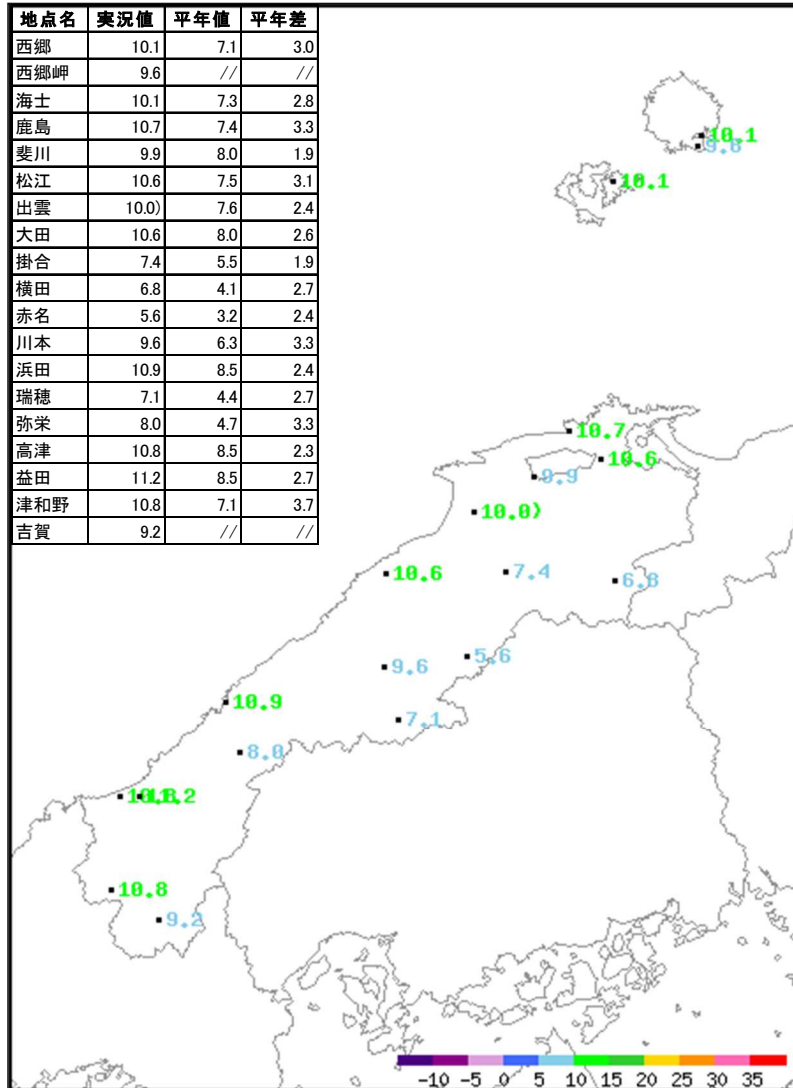 地点名 実況値 平年値 平年差
西郷 10.1 7.1 3.0
西郷岬 9.6 // //
海士 10.1 7.3 2.8
鹿島 10.7 7.4 3.3
斐川 9.9 8.0 1.9
松江 10.6 7.5 3.1
出雲 10.0) 7.6 2.4
大田 10.6 8.0 2.6
掛合 7.4 5.5 1.9
横田 6.8 4.1 2.7
赤名 5.6 3.2 2.4
川本 9.6 6.3 3.3
浜田 10.9 8.5 2.4
瑞穂 7.1 4.4 2.7
弥栄 8.0 4.7 3.3
高津 10.8 8.5 2.3
益田 11.2 8.5 2.7
津和野 10.8 7.1 3.7
吉賀 9.2 // //
10.1
9.6
10.1
10.7
10.6
9.9
10.0)
10.6
7.4
6.8
5.6
9.6
10.9
7.1
8.0
10.8
11.2
10.8
9.2
-10 -5 0 5 10 15 20 25 30 35